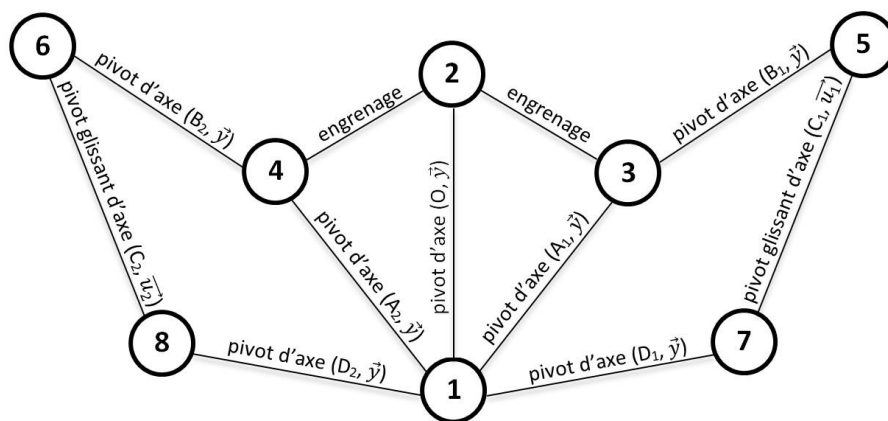 6
2
5
pivot d'axe (B₂, y⃗)
engrenage
engrenage
pivot d'axe (B₁, y⃗)
pivot glissant d'axe (C₂, u₂⃗)
4
pivot d'axe (O, y⃗)
3
pivot glissant d'axe (C₁, u₁⃗)
pivot d'axe (A₂, y⃗)
pivot d'axe (A₁, y⃗)
8
7
pivot d'axe (D₂, y⃗)
1
pivot d'axe (D₁, y⃗)